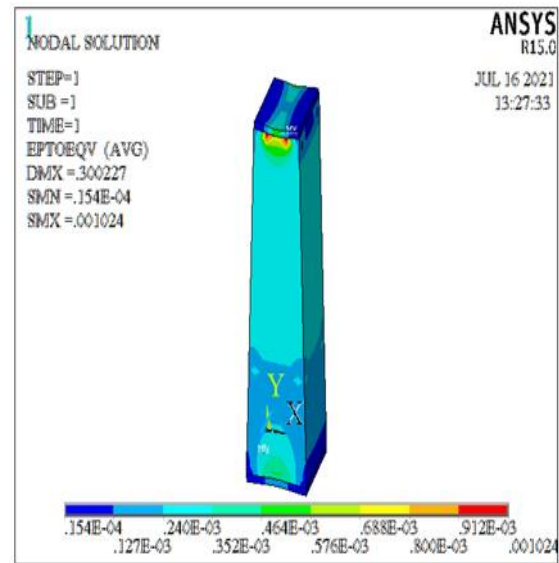 1
NODAL SOLUTION
STEP=1
SUB =1
TIME=1
EPTOEQV (AVG)
DMX =.300227
SMN =.154E-04
SMX =.001024
ANSYS
R15.0
JUL 16 2021
13:27:33
MX
Y
X
MN
.154E-04 .240E-03 .464E-03 .688E-03 .912E-03
.127E-03 .352E-03 .576E-03 .800E-03 .001024